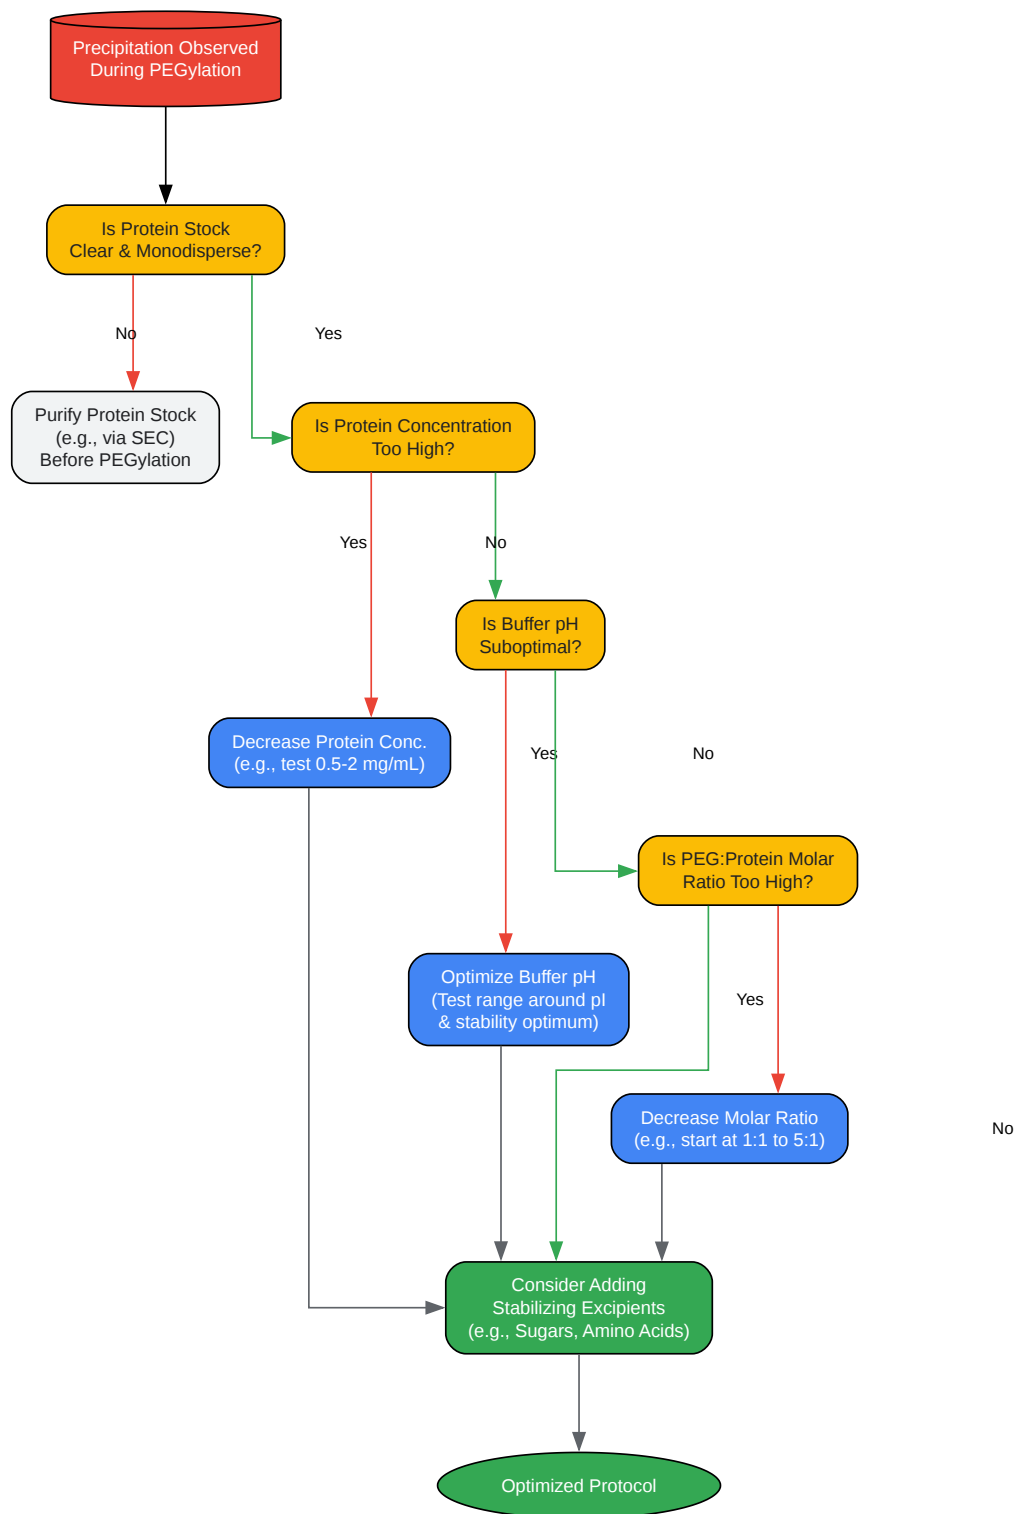 Precipitation Observed
During PEGylation
Is Protein Stock
Clear & Monodisperse?
No
Yes
Purify Protein Stock
(e.g., via SEC)
Before PEGylation
Is Protein Concentration
Too High?
Yes
No
Is Buffer pH
Suboptimal?
Decrease Protein Conc.
(e.g., test 0.5-2 mg/mL)
Yes
No
Is PEG:Protein Molar
Ratio Too High?
Optimize Buffer pH
(Test range around pI
& stability optimum)
Yes
Decrease Molar Ratio
(e.g., start at 1:1 to 5:1)
No
Consider Adding
Stabilizing Excipients
(e.g., Sugars, Amino Acids)
Optimized Protocol